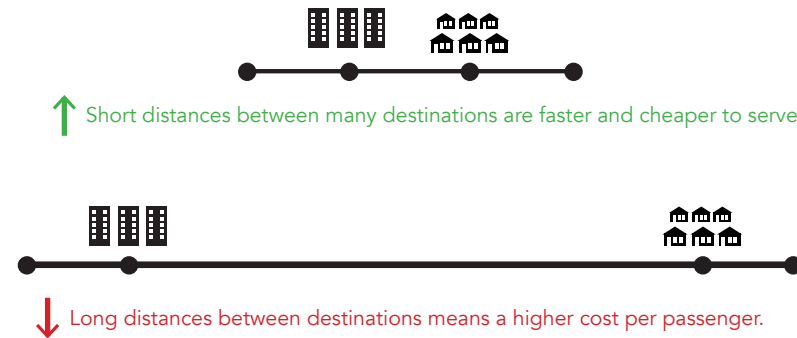 Short distances between many destinations are faster and cheaper to serve
Long distances between destinations means a higher cost per passenger.